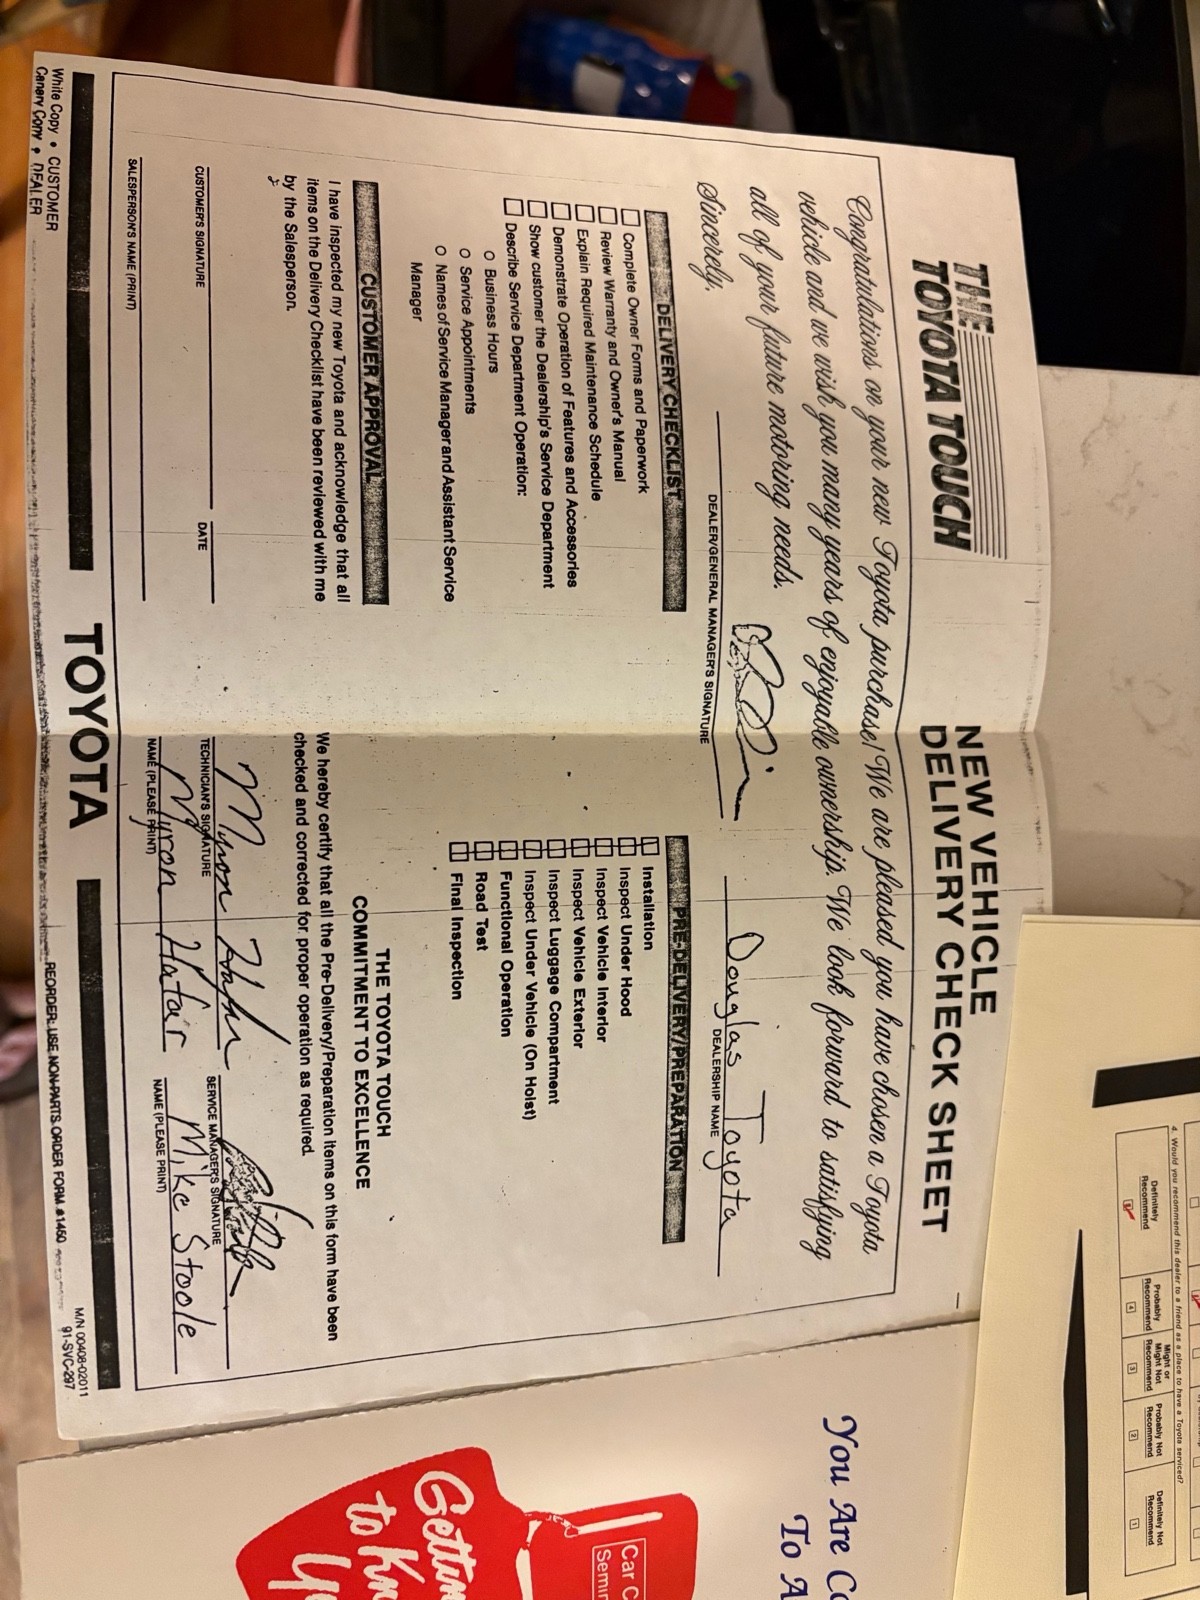 THE
TOYOTA TOUCH
NEW VEHICLE
DELIVERY CHECK SHEET
Congratulations on your new Toyota purchase! We are pleased you have chosen a Toyota
vehicle and we wish you many years of enjoyable ownership. We look forward to satisfying
all of your future motoring needs.
Sincerely,
Douglas Toyota
DEALER/GENERAL MANAGER'S SIGNATURE
DEALERSHIP NAME
DELIVERY CHECKLIST
Complete Owner Forms and Paperwork
Review Warranty and Owner's Manual
Explain Required Maintenance Schedule
Demonstrate Operation of Features and Accessories
Show customer the Dealership's Service Department
Describe Service Department Operation:
Business Hours
Service Appointments
Names of Service Manager and Assistant Service
Manager
CUSTOMER APPROVAL
I have inspected my new Toyota and acknowledge that all
items on the Delivery Checklist have been reviewed with me
by the Salesperson.
CUSTOMER'S SIGNATURE
DATE
SALESPERSON'S NAME (PRINT)
PRE-DELIVERY/PREPARATION
Installation
Inspect Under Hood
Inspect Vehicle Interior
Inspect Vehicle Exterior
Inspect Luggage Compartment
Inspect Under Vehicle (On Hoist)
Functional Operation
Road Test
Final Inspection
THE TOYOTA TOUCH
COMMITMENT TO EXCELLENCE
We hereby certify that all the Pre-Delivery/Preparation items on this form have been
checked and corrected for proper operation as required.
TECHNICIAN'S SIGNATURE
SERVICE MANAGER'S SIGNATURE
Myron Hatair
Mike Stoole
NAME (PLEASE PRINT)
NAME (PLEASE PRINT)
TOYOTA
White Copy • CUSTOMER
Canery Copy • DEALER
REORDER: USE NON-PARTS ORDER FORM #1450
M/N 00408-02011
91-SVC-297
4. Would you recommend this dealer to a friend as a place to have a Toyota serviced?
Definitely
Recommend
Probably
Recommend
Might or
Might Not
Recommend
Probably Not
Recommend
Definitely Not
Recommend
5
4
3
2
1
You Are Co
To A
Car C
Semin
Gettin
to Kn
Yo